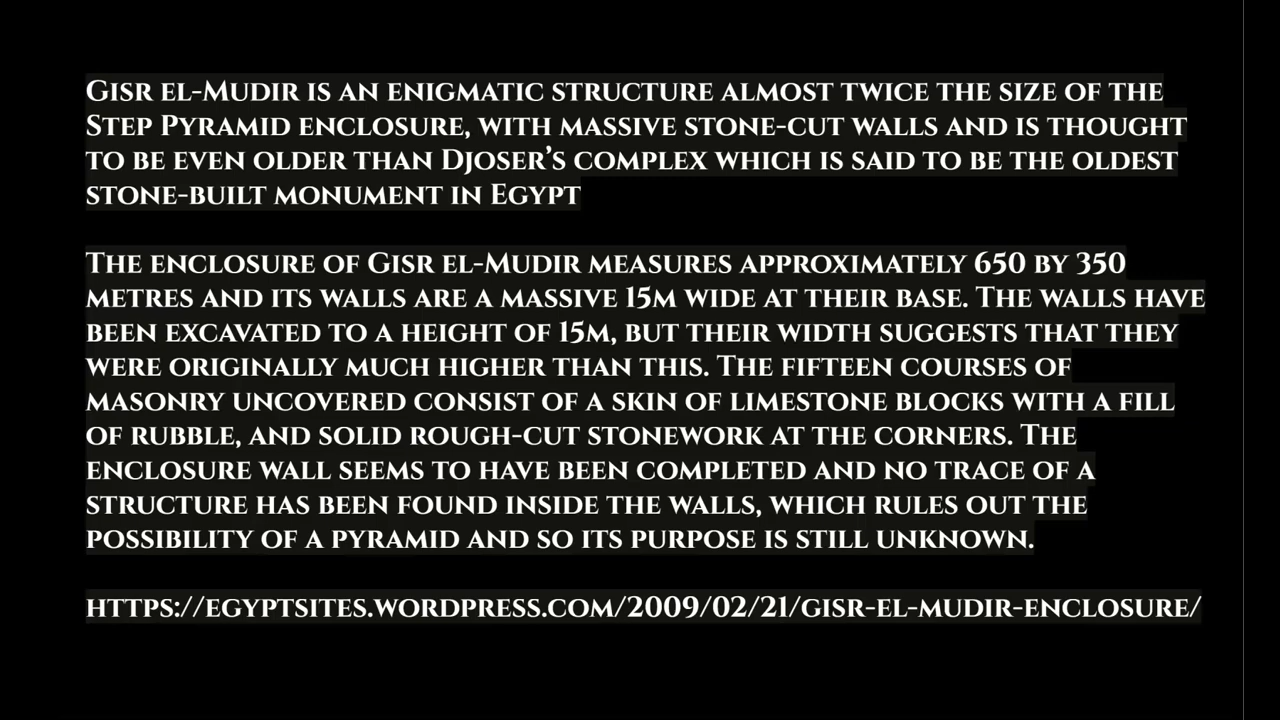 Gisr el-Mudir is an enigmatic structure almost twice the size of the
Step Pyramid enclosure, with massive stone-cut walls and is thought
to be even older than Djoser’s complex which is said to be the oldest
stone-built monument in Egypt
The enclosure of Gisr el-Mudir measures approximately 650 by 350
metres and its walls are a massive 15m wide at their base. The walls have
been excavated to a height of 15m, but their width suggests that they
were originally much higher than this. The fifteen courses of
masonry uncovered consist of a skin of limestone blocks with a fill
of rubble, and solid rough-cut stonework at the corners. The
enclosure wall seems to have been completed and no trace of a
structure has been found inside the walls, which rules out the
possibility of a pyramid and so its purpose is still unknown.
https://egyptsites.wordpress.com/2009/02/21/gisr-el-mudir-enclosure/